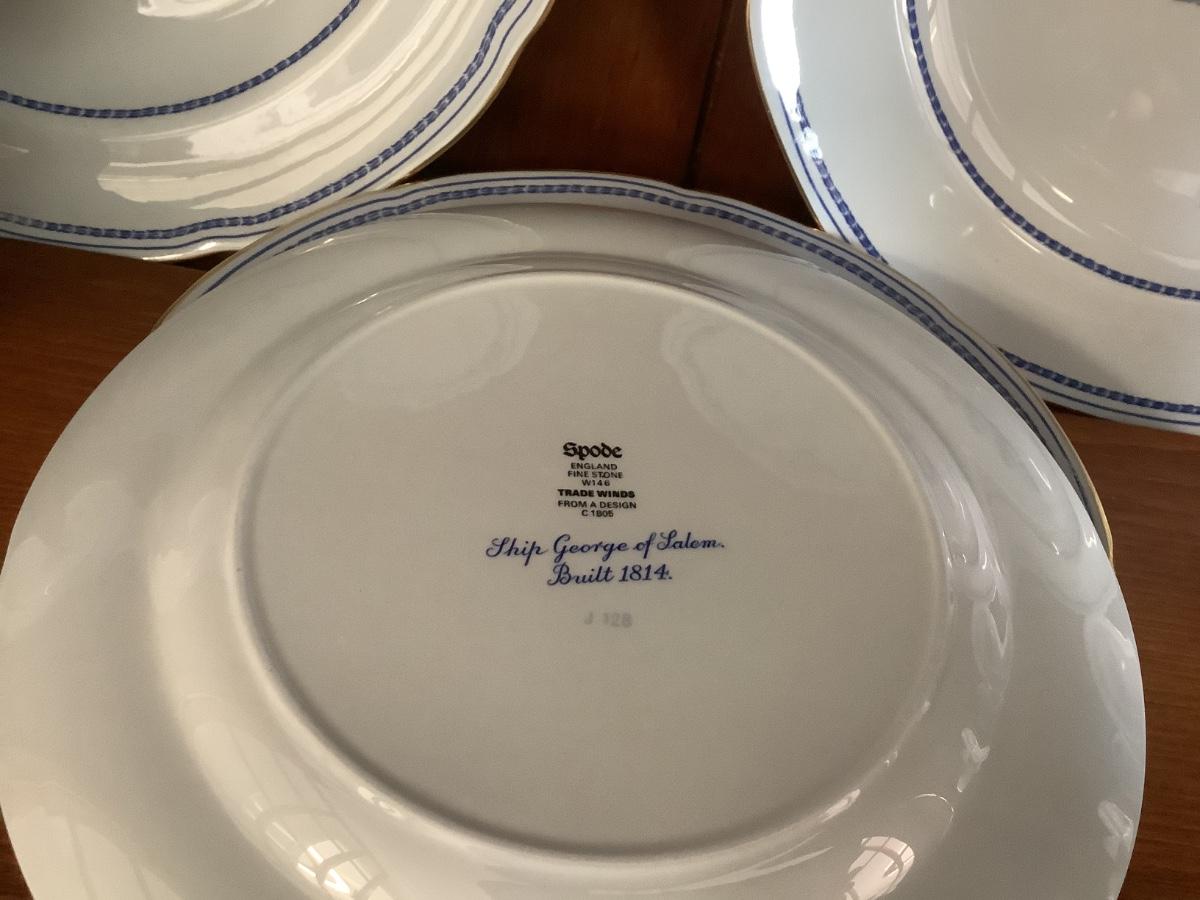 Spode
ENGLAND
FINE STONE
W146
TRADE WINDS
FROM A DESIGN
C 1805
Ship George of Salem.
Built 1814.
J 128